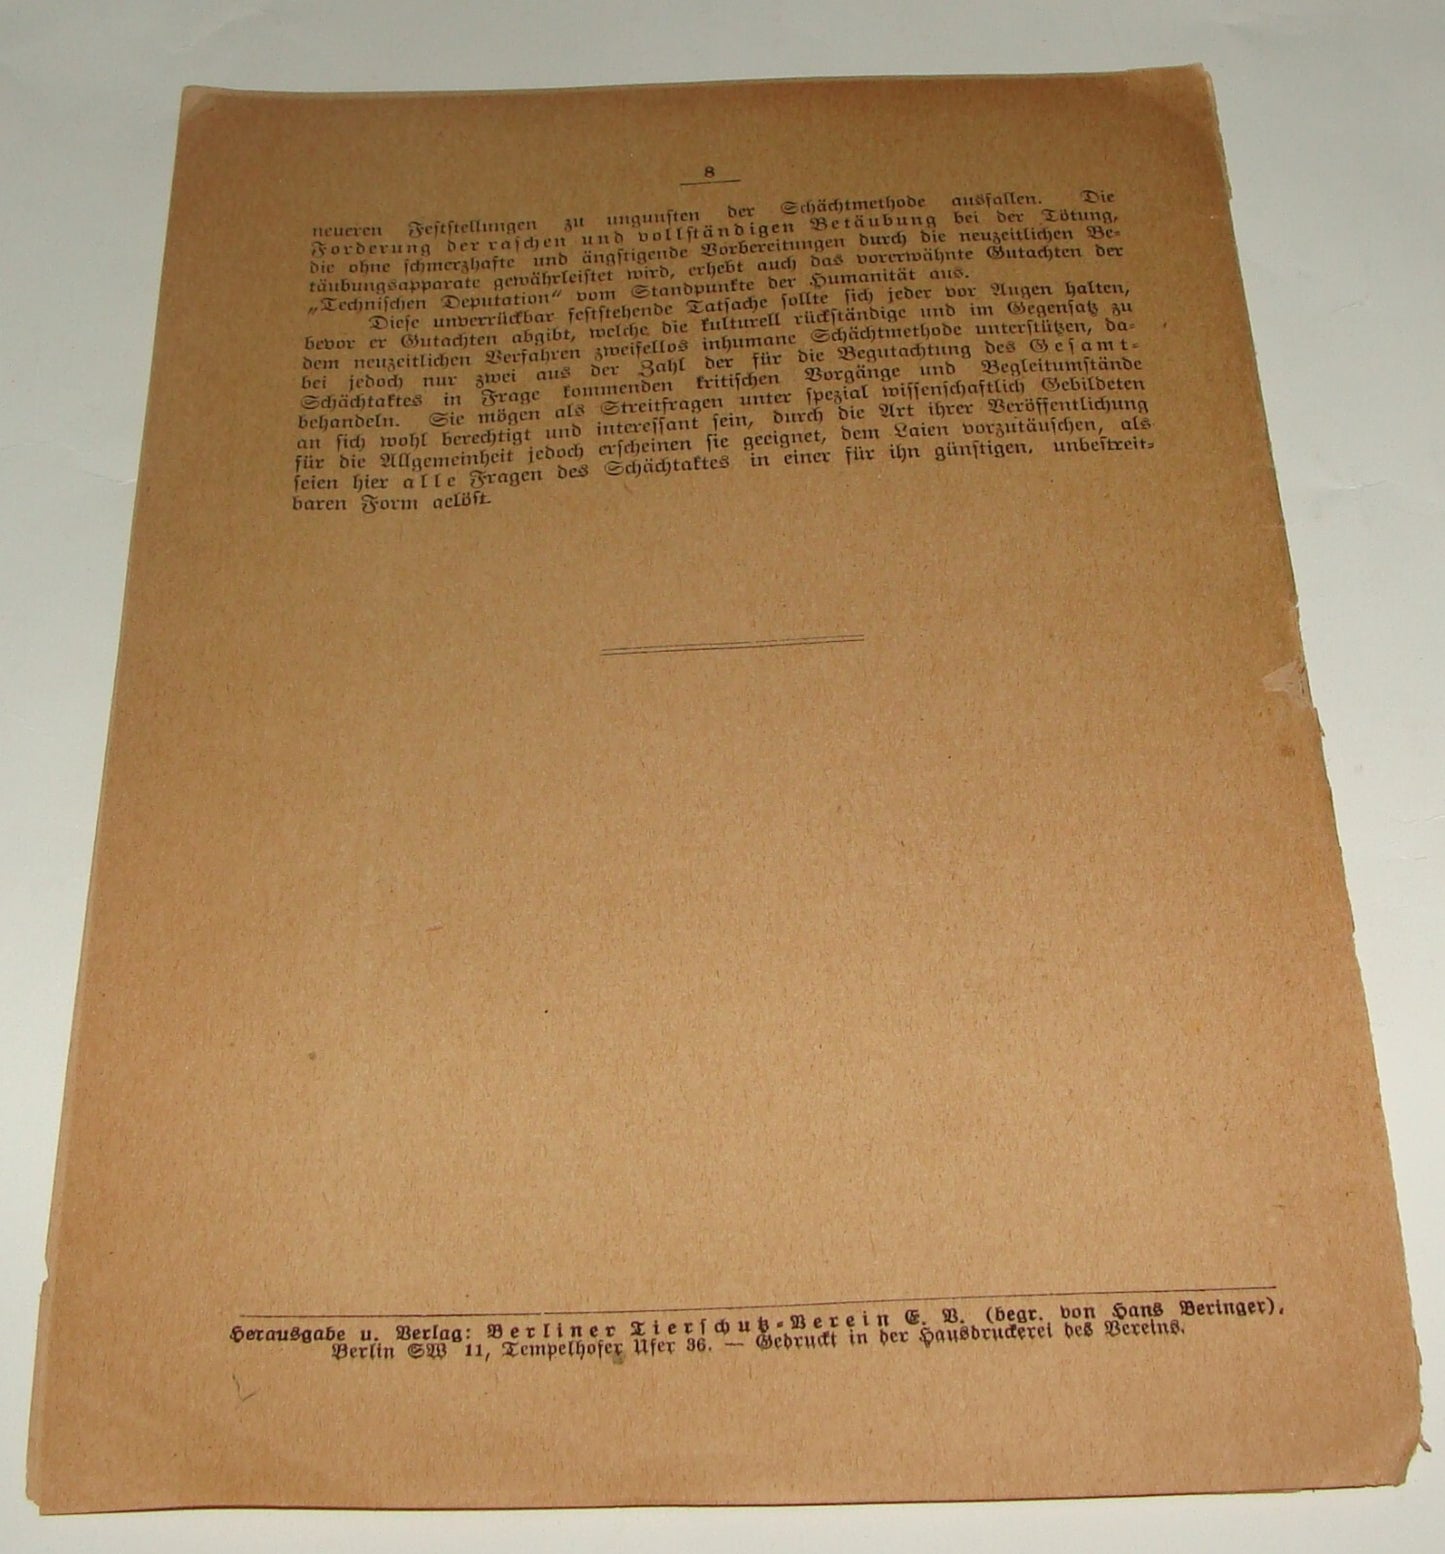 8
neueren Feststellungen zu ungunsten der Schächtmethode ausfallen. Die
Forderung der raschen und vollständigen Betäubung bei der Tötung,
die ohne schmerzhafte und ängstigende Vorbereitungen durch die neuzeitlichen Be-
täubungsapparate gewährleistet wird, erhebt auch das vorerwähnte Gutachten der
„Technischen Deputation“ vom Standpunkte der Humanität aus.
Diese unverrückbar feststehende Tatsache sollte sich jeder vor Augen halten,
bevor er Gutachten abgibt, welche die kulturell rückständige und im Gegensatz zu
dem neuzeitlichen Verfahren zweifellos inhumane Schächtmethode unterstützen, da-
bei jedoch nur zwei aus der Zahl der für die Begutachtung des Gesamt-
Schächtaktes in Frage kommenden kritischen Vorgänge und Begleitumstände
behandeln. Sie mögen als Streitfragen unter spezial wissenschaftlich Gebildeten
an sich wohl berechtigt und interessant sein, durch die Art ihrer Veröffentlichung
für die Allgemeinheit jedoch erscheinen sie geeignet, dem Laien vorzutäuschen, als
seien hier alle Fragen des Schächtaktes in einer für ihn günstigen, unbestreit-
baren Form gelöst.
Herausgabe u. Verlag: Berliner Tierschutz-Verein E. V. (begr. von Hans Beringer),
Berlin SW 11, Tempelhofer Ufer 36. — Gedruckt in der Hausdruckerei des Vereins.